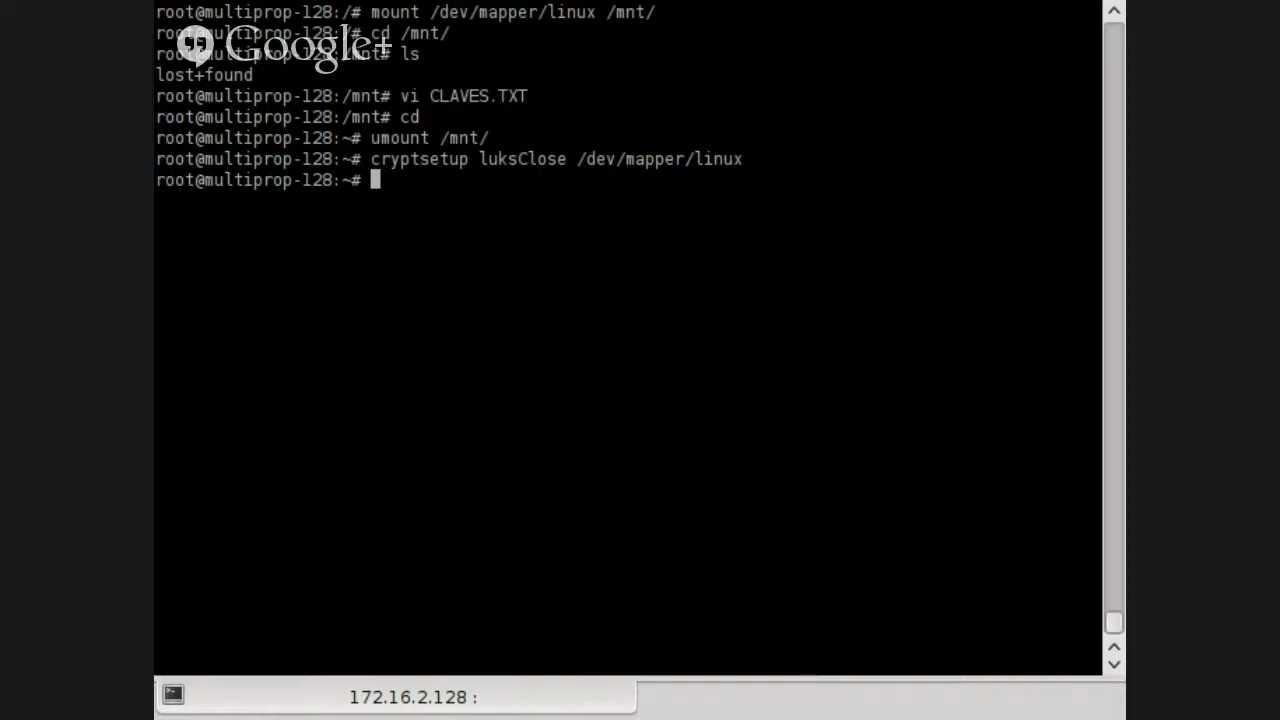 root@multiprop-128:/# mount /dev/mapper/linux /mnt/
root@multiprop-128:/# cd /mnt/
Google+
root@multiprop-128:/mnt# ls
lost+found
root@multiprop-128:/mnt# vi CLAVES.TXT
root@multiprop-128:/mnt# cd
root@multiprop-128:~# umount /mnt/
root@multiprop-128:~# cryptsetup luksClose /dev/mapper/linux
root@multiprop-128:~#
172.16.2.128 :